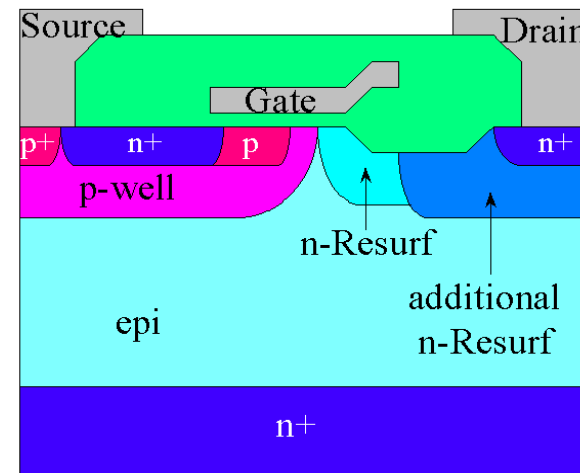 Source
Drain
Gate
p+
n+
p
n+
p-well
n-Resurf
epi
additional
n-Resurf
n+